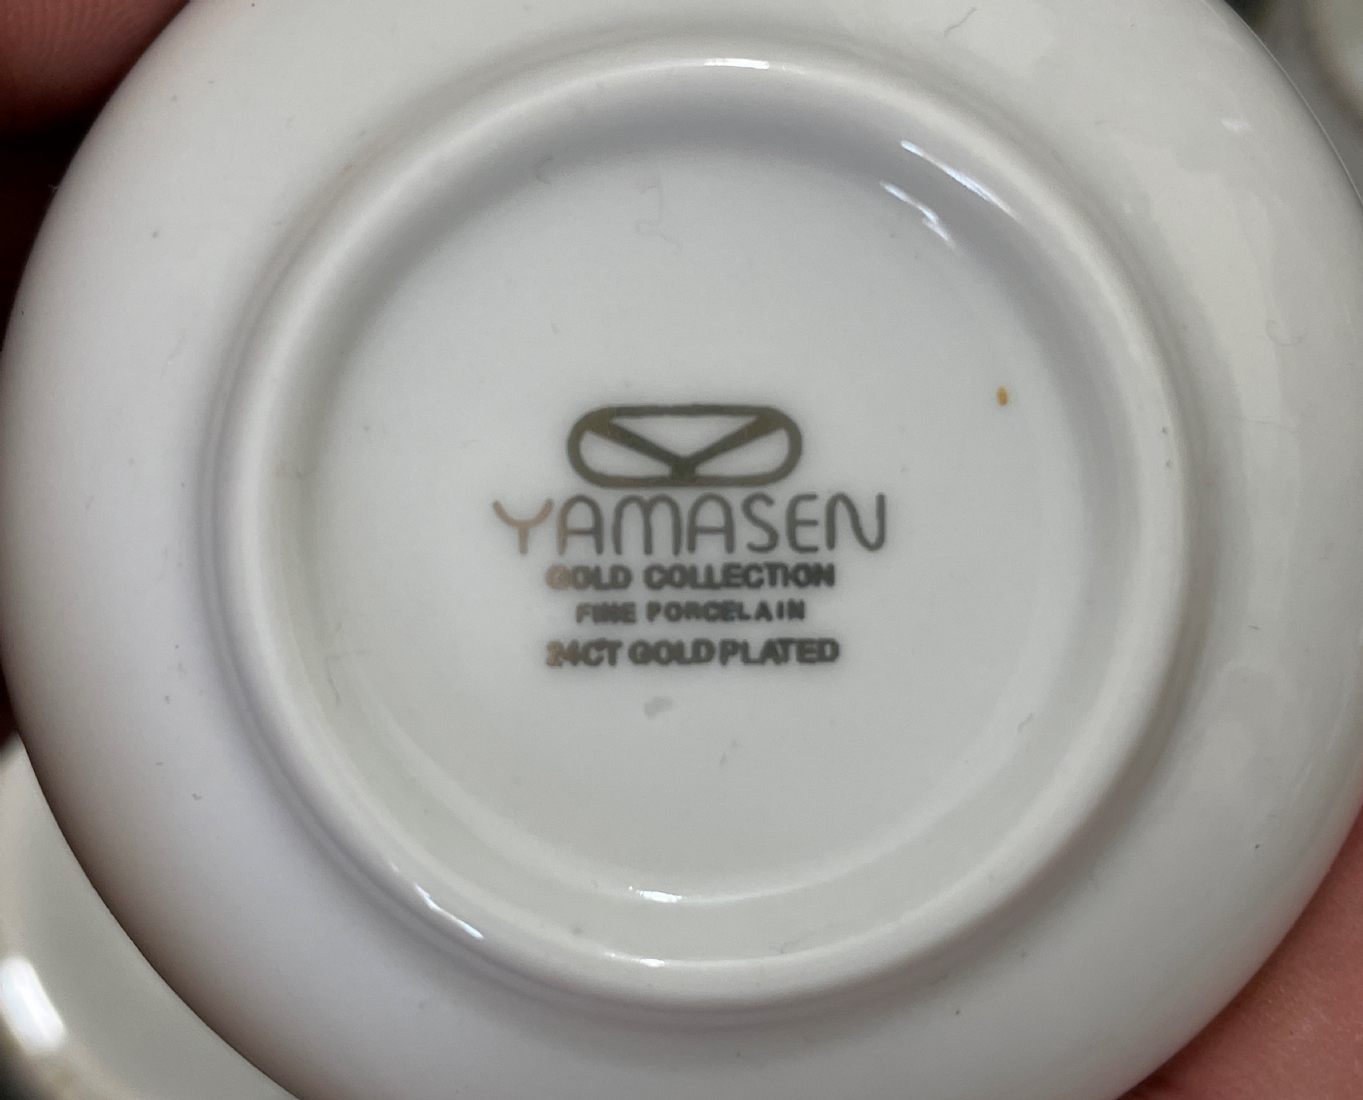 YAMASEN
GOLD COLLECTION
FINE PORCELAIN
24CT GOLD PLATED